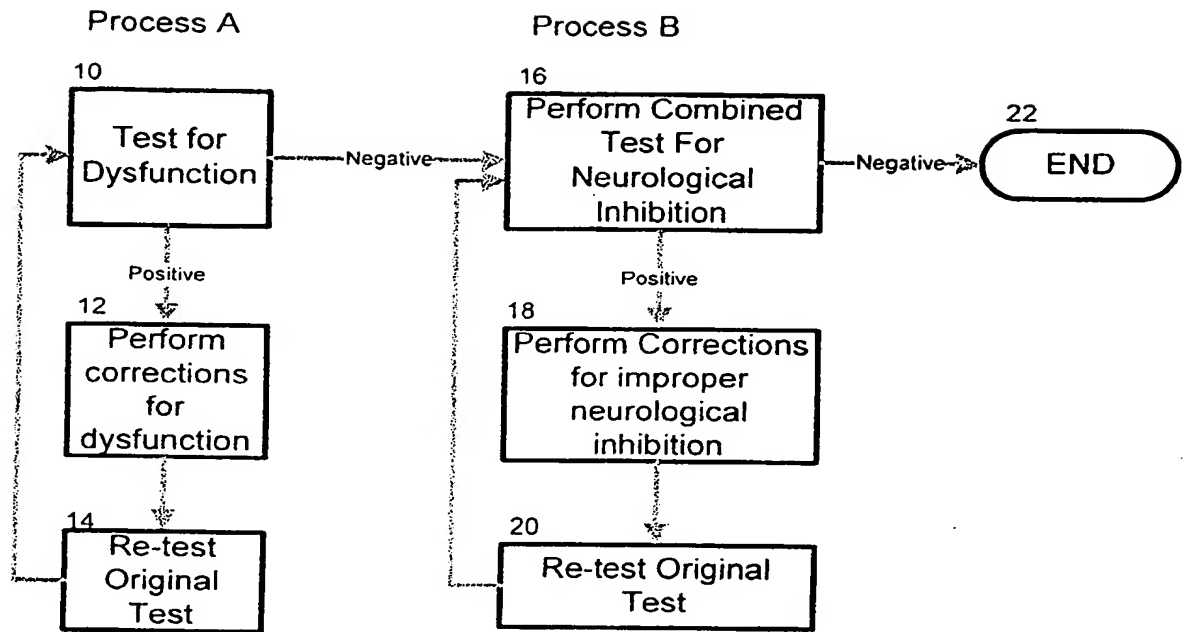 Process A
Process B
10
Test for
Dysfunction
Negative
16
Perform Combined
Test For
Neurological
Inhibition
Negative
22
END
Positive
Positive
12
Perform
corrections
for
dysfunction
18
Perform Corrections
for improper
neurological
inhibition
14
Re-test
Original
Test
20
Re-test Original
Test